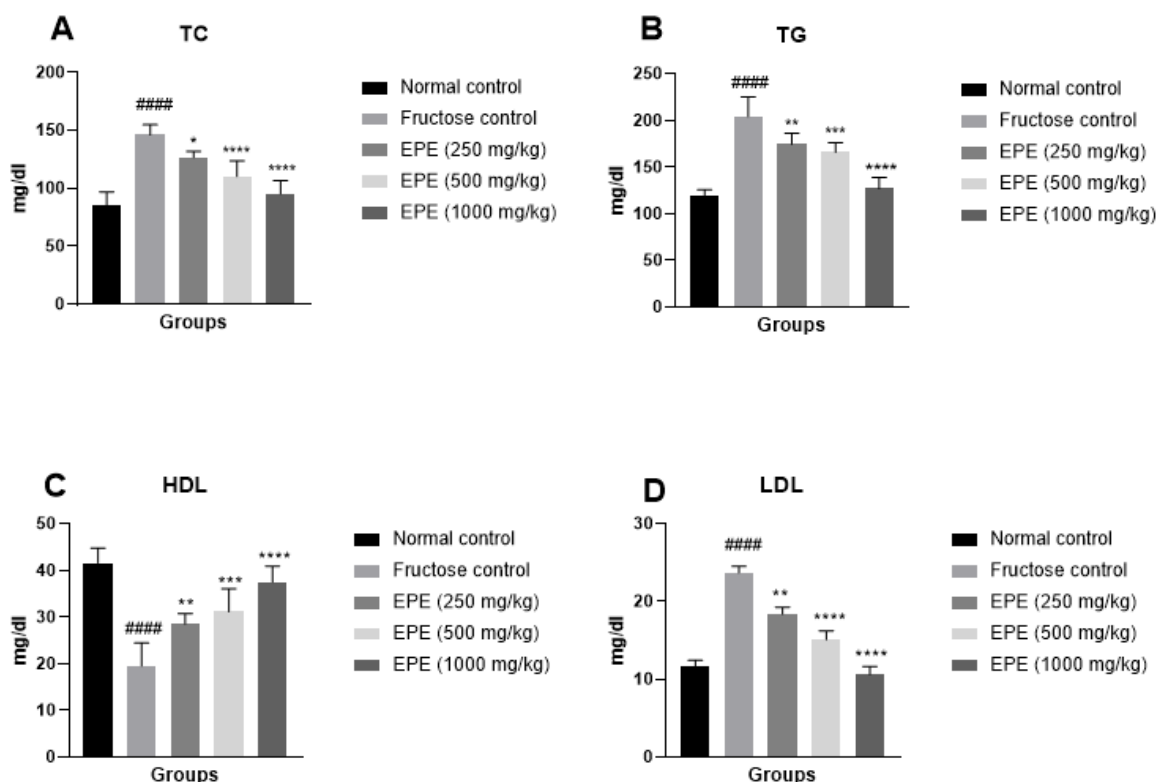 A
TC
200
150
100
50
0
mg/dl
####
*
****
****
Groups
Normal control
Fructose control
EPE (250 mg/kg)
EPE (500 mg/kg)
EPE (1000 mg/kg)
B
TG
250
200
150
100
50
0
mg/dl
####
**
***
****
Groups
Normal control
Fructose control
EPE (250 mg/kg)
EPE (500 mg/kg)
EPE (1000 mg/kg)
C
HDL
50
40
30
20
10
0
mg/dl
####
**
***
****
Groups
Normal control
Fructose control
EPE (250 mg/kg)
EPE (500 mg/kg)
EPE (1000 mg/kg)
D
LDL
30
20
10
0
mg/dl
####
**
****
****
Groups
Normal control
Fructose control
EPE (250 mg/kg)
EPE (500 mg/kg)
EPE (1000 mg/kg)